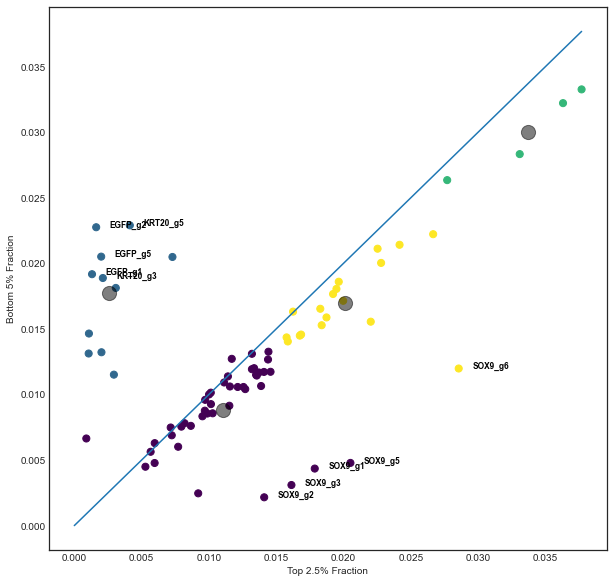 0.035
0.030
0.025
0.020
0.015
0.010
0.005
0.000
Bottom 5% Fraction
EGFP_g2
KRT20_g5
EGFP_g5
EGFP_g1
KRT20_g3
SOX9_g6
SOX9_g1
SOX9_g5
SOX9_g3
SOX9_g2
0.000 0.005 0.010 0.015 0.020 0.025 0.030 0.035
Top 2.5% Fraction